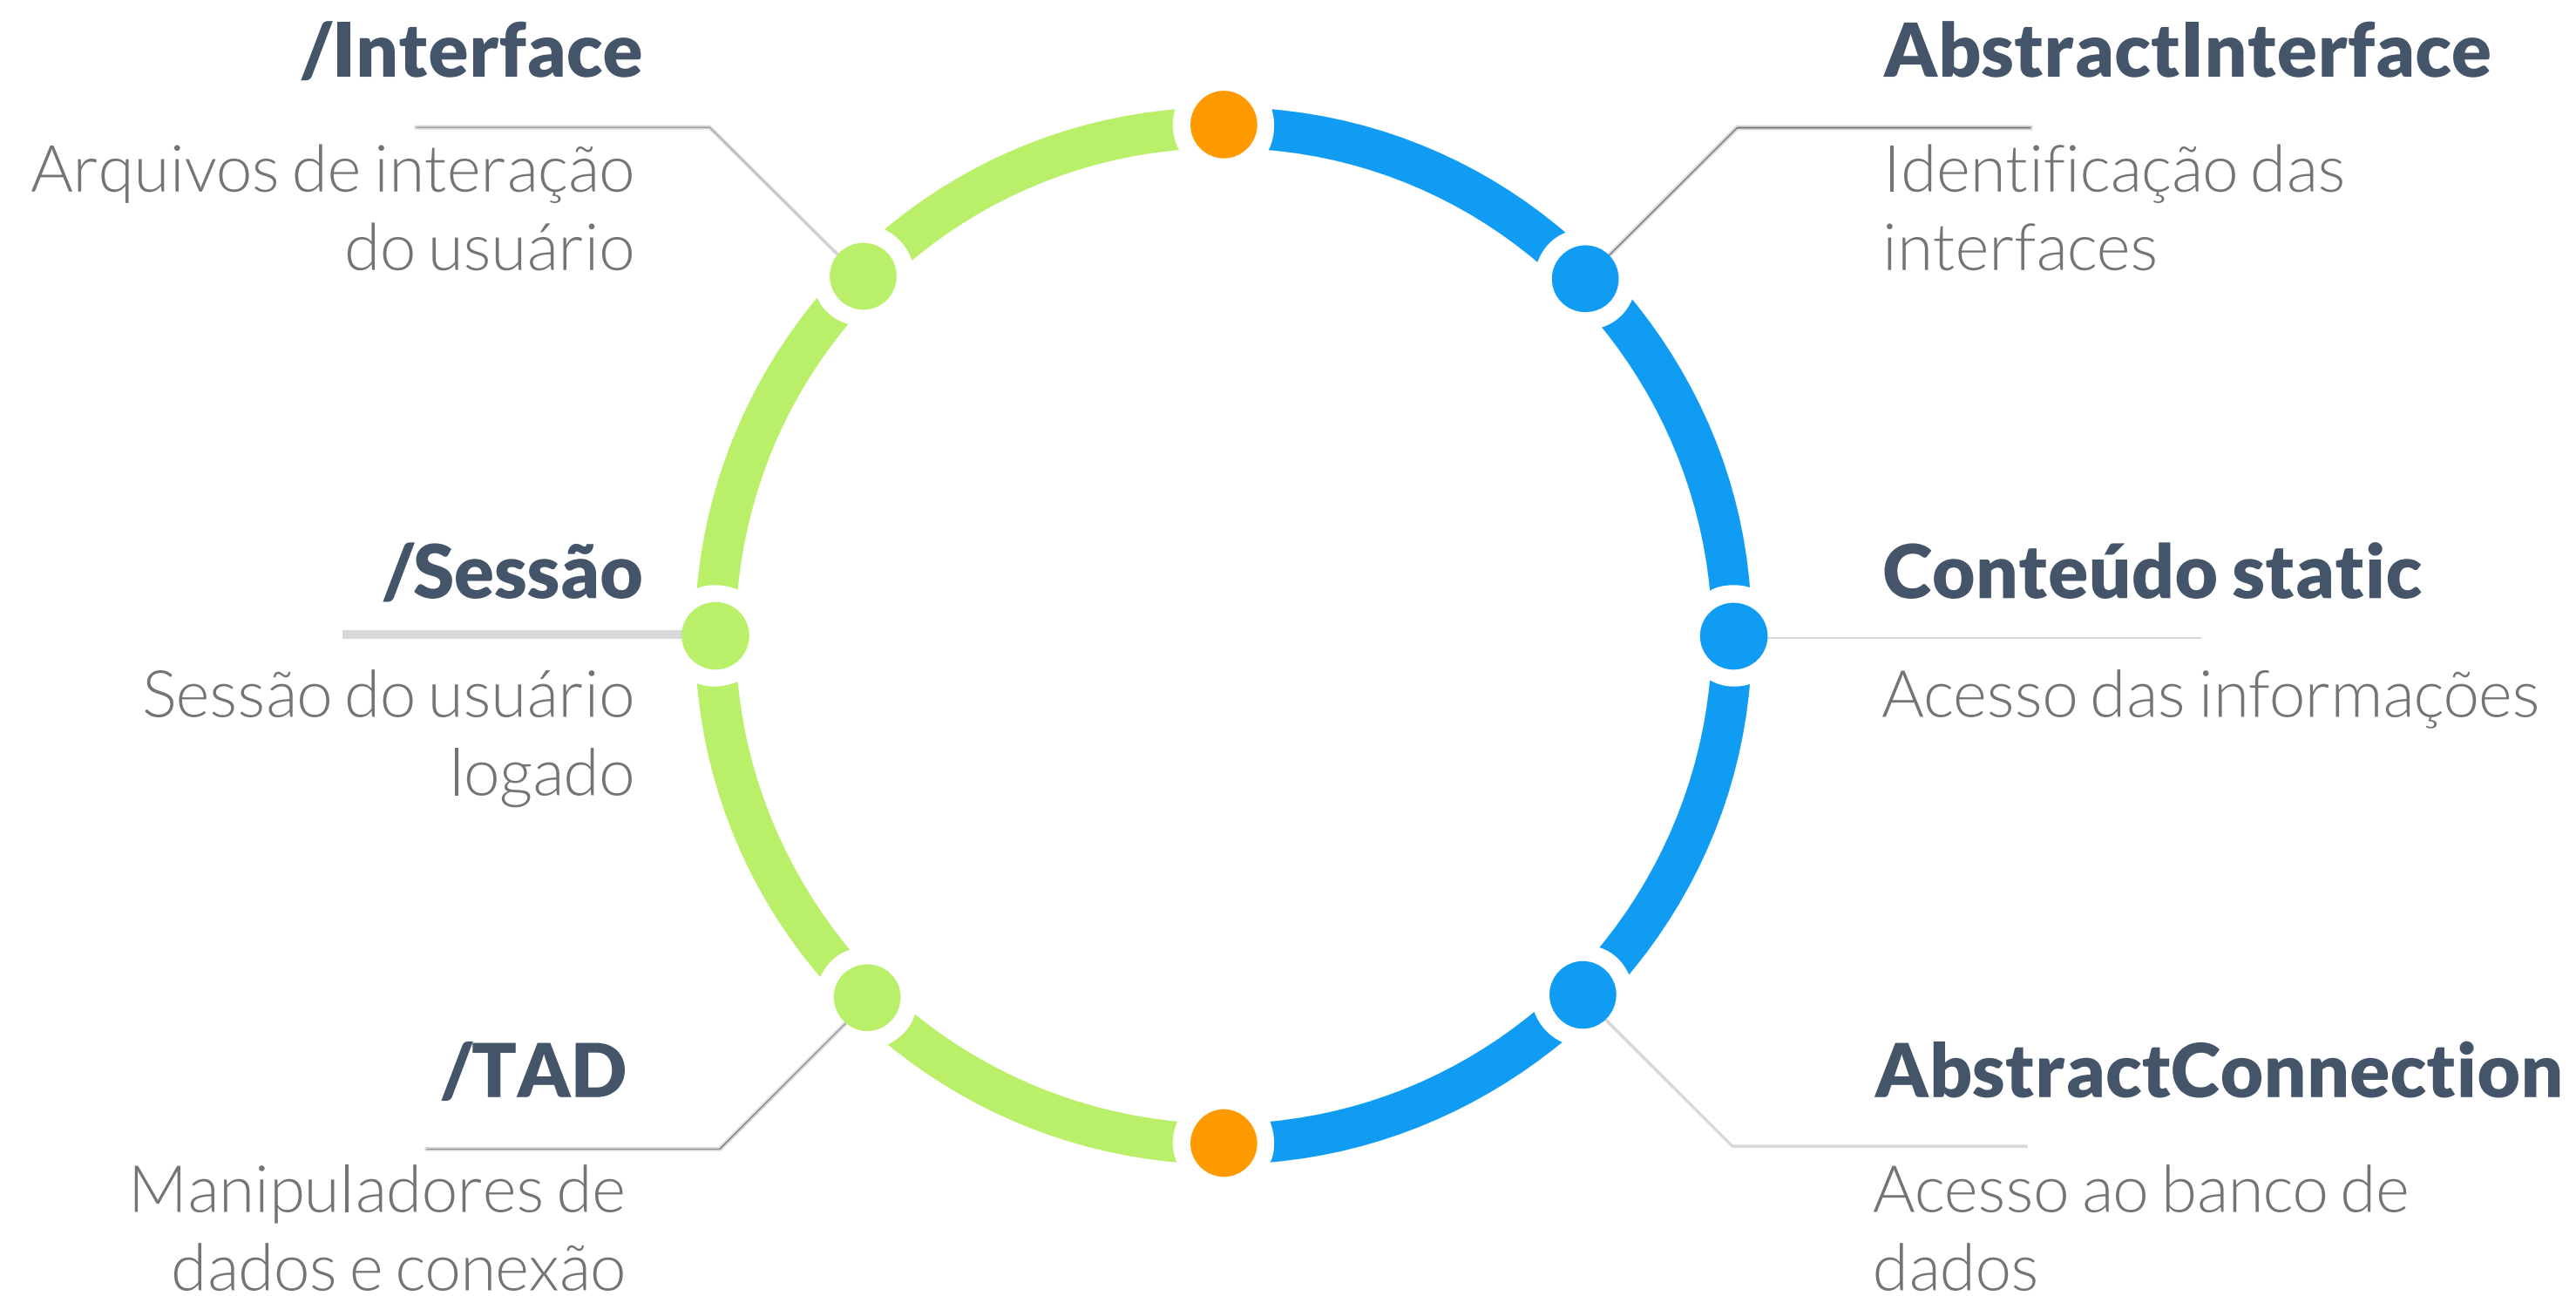 /Interface
Arquivos de interação
do usuário
AbstractInterface
Identificação das
interfaces
/Sessão
Sessão do usuário
logado
Conteúdo static
Acesso das informações
/TAD
Manipuladores de
dados e conexão
AbstractConnection
Acesso ao banco de
dados